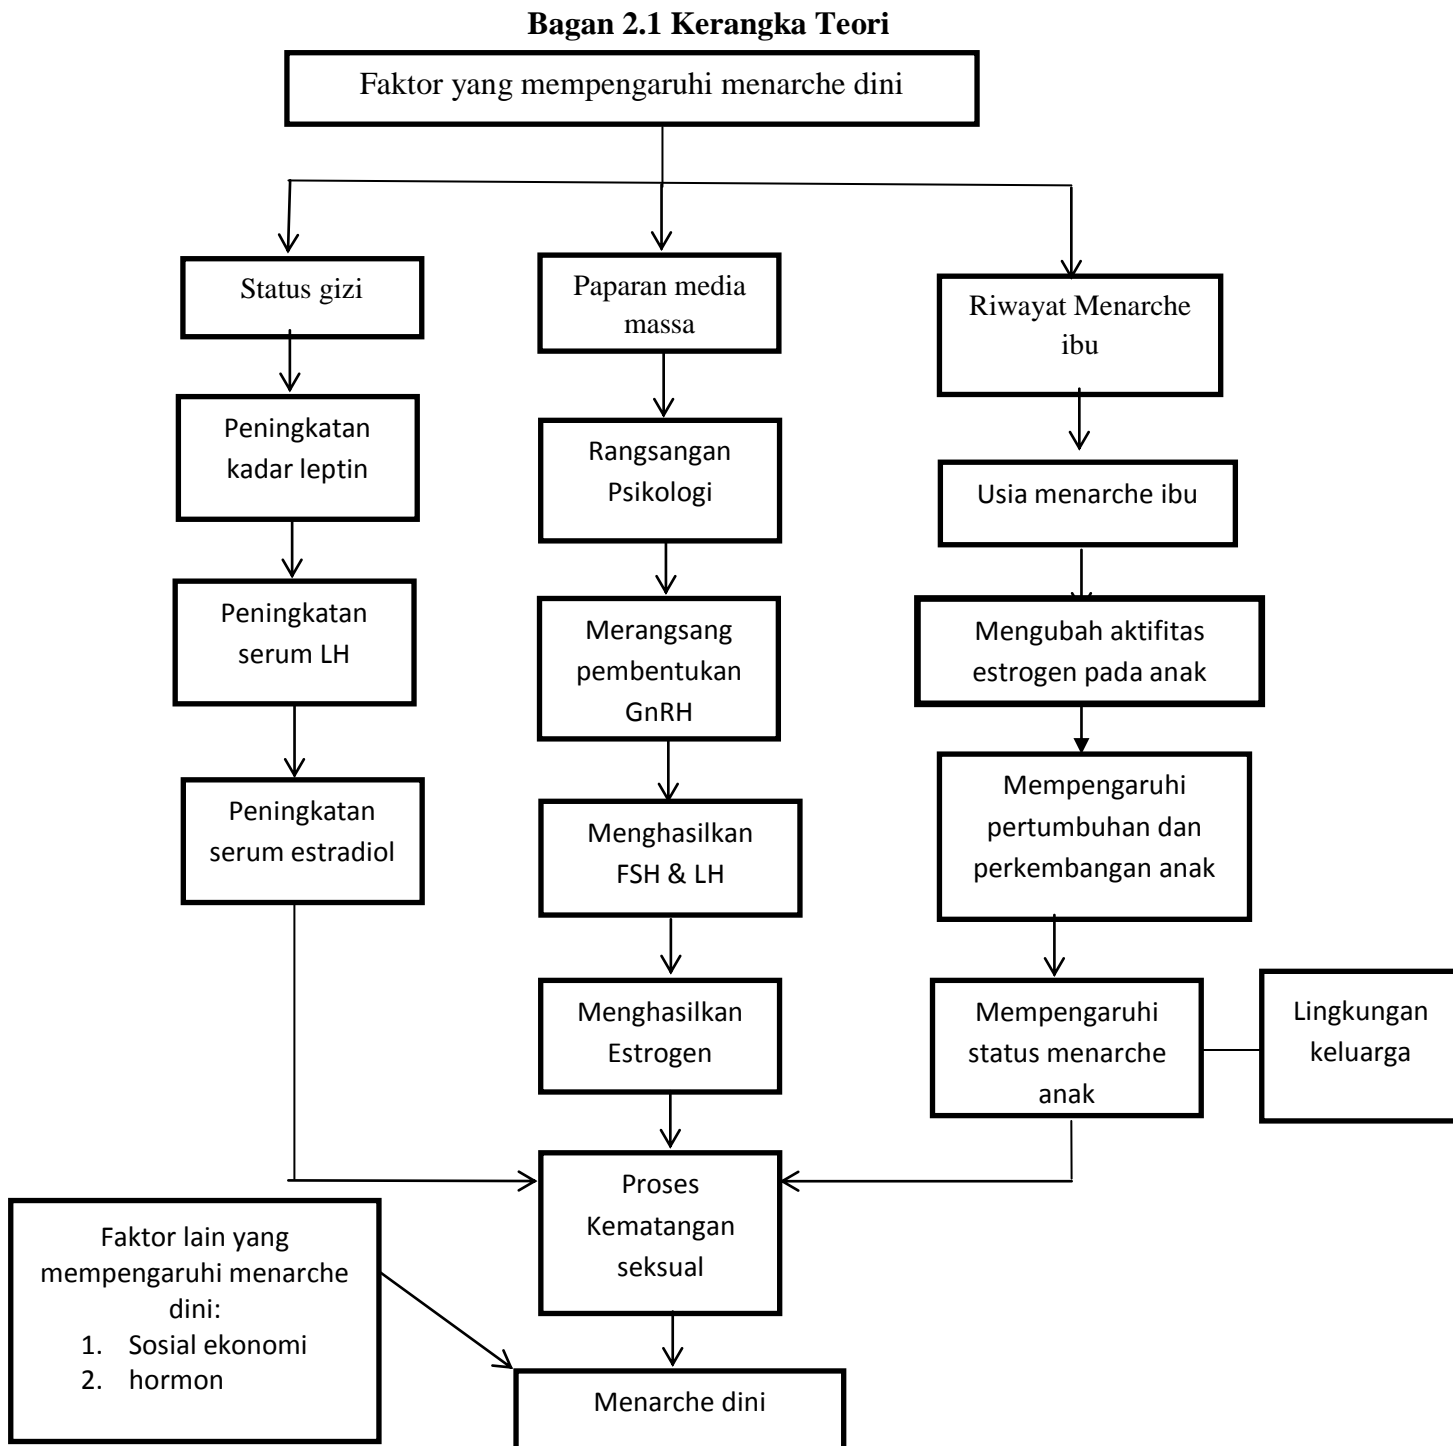 Bagan 2.1 Kerangka Teori
Faktor yang mempengaruhi menarche dini
Status gizi
Peningkatan
kadar leptin
Peningkatan
serum LH
Peningkatan
serum estradiol
Paparan media
massa
Rangsangan
Psikologi
Merangsang
pembentukan
GnRH
Menghasilkan
FSH & LH
Menghasilkan
Estrogen
Riwayat Menarche
ibu
Usia menarche ibu
Mengubah aktifitas
estrogen pada anak
Mempengaruhi
pertumbuhan dan
perkembangan anak
Mempengaruhi
status menarche
anak
Lingkungan
keluarga
Proses
Kematangan
seksual
Faktor lain yang
mempengaruhi menarche
dini:
1. Sosial ekonomi
2. hormon
Menarche dini